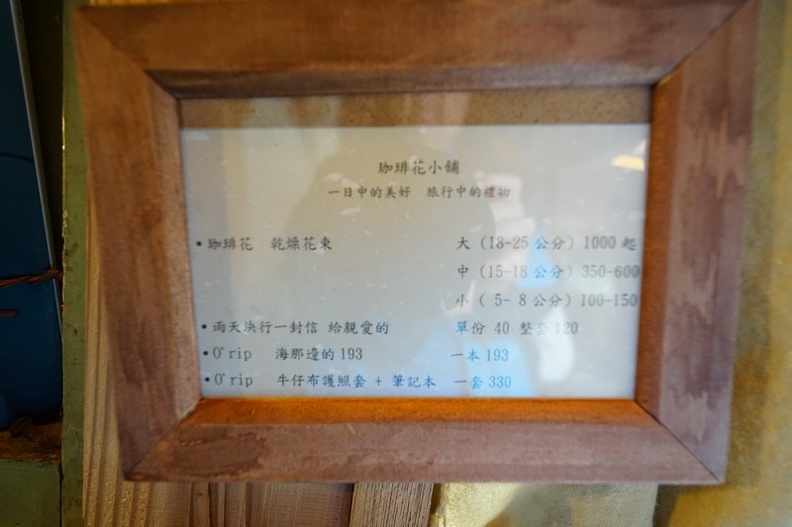 珈琲花小舖
一日中的美好 旅行中的禮物
•珈琲花 乾燥花束 大 (18-25 公分) 1000 起
中 (15-18 公分) 350-600
小 ( 5- 8 公分) 100-150
•雨天決行一封信 給親愛的 單份 40 整套 120
•O'rip 海那邊的 193 一本 193
•O'rip 牛仔布護照套 + 筆記本 一套 330